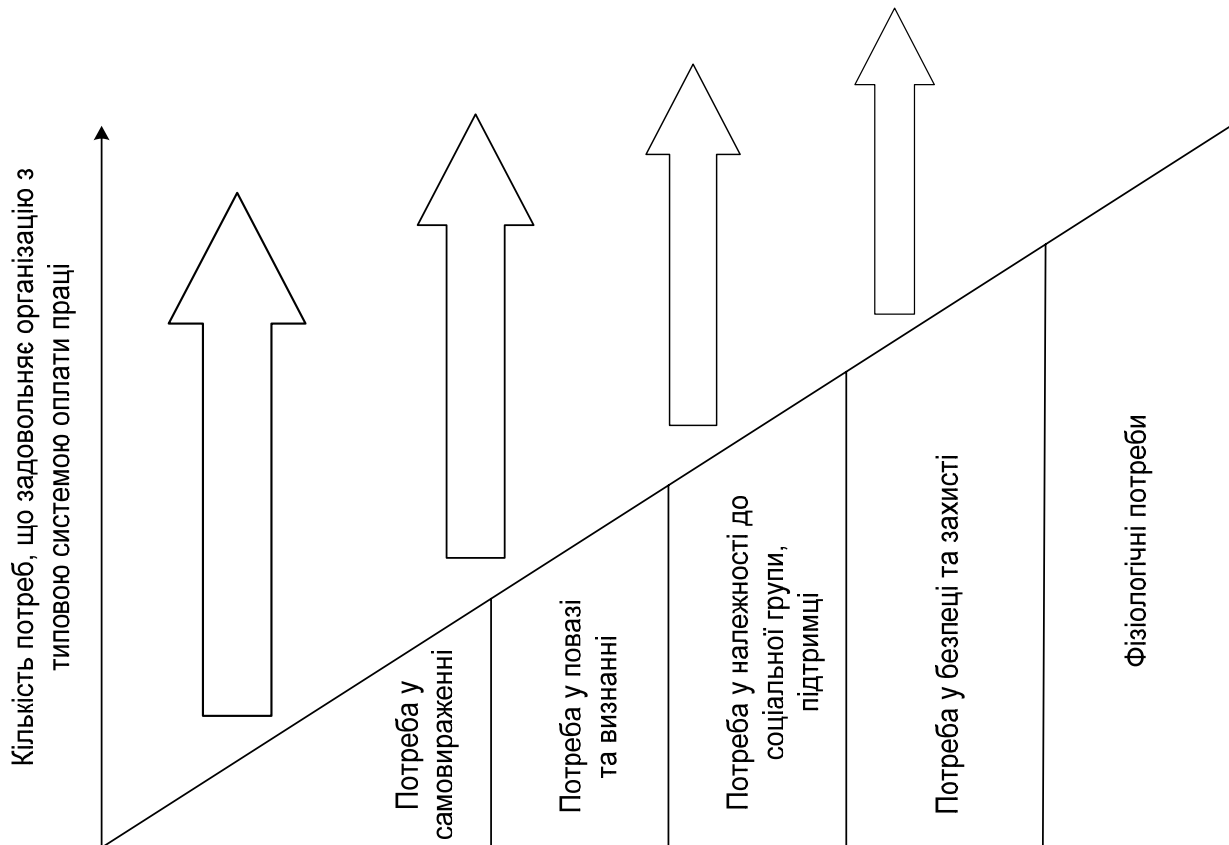 Кількість потреб, що задовольняє організацію з
типовою системою оплати праці
Потреба у
самовираженні
Потреба у повазі
та визнанні
Потреба у належності до
соціальної групи,
підтримці
Потреба у безпеці та захисті
Фізіологічні потреби